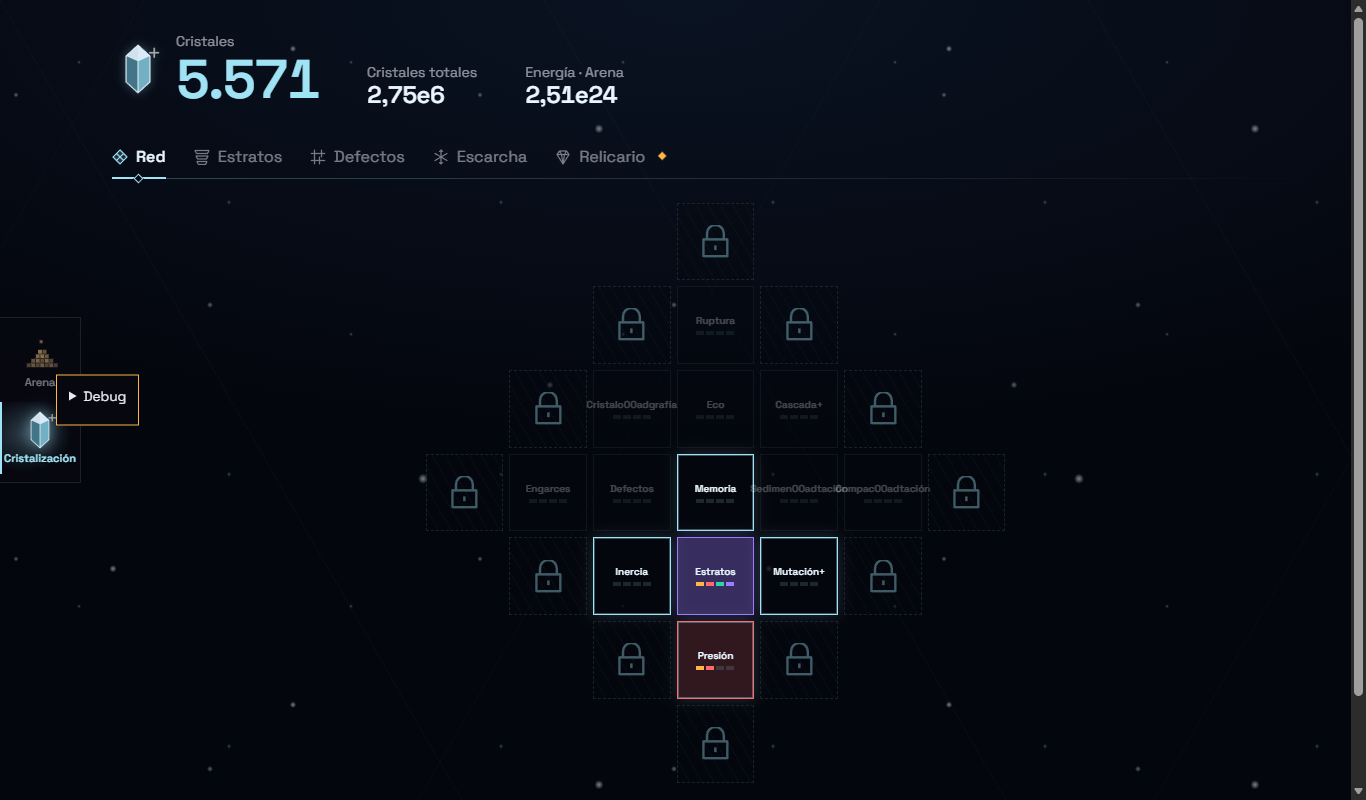 Cristales
5.571
Cristales totales
2,75e6
Energía · Arena
2,51e24
Red
Estratos
Defectos
Escarcha
Relicario
Ruptura
Cristalo00adgrafía
Eco
Cascada+
Engarces
Defectos
Memoria
Sedimen00adtación
Compac00adtación
Inercia
Estratos
Mutación+
Presión
Arena
Debug
Cristalización